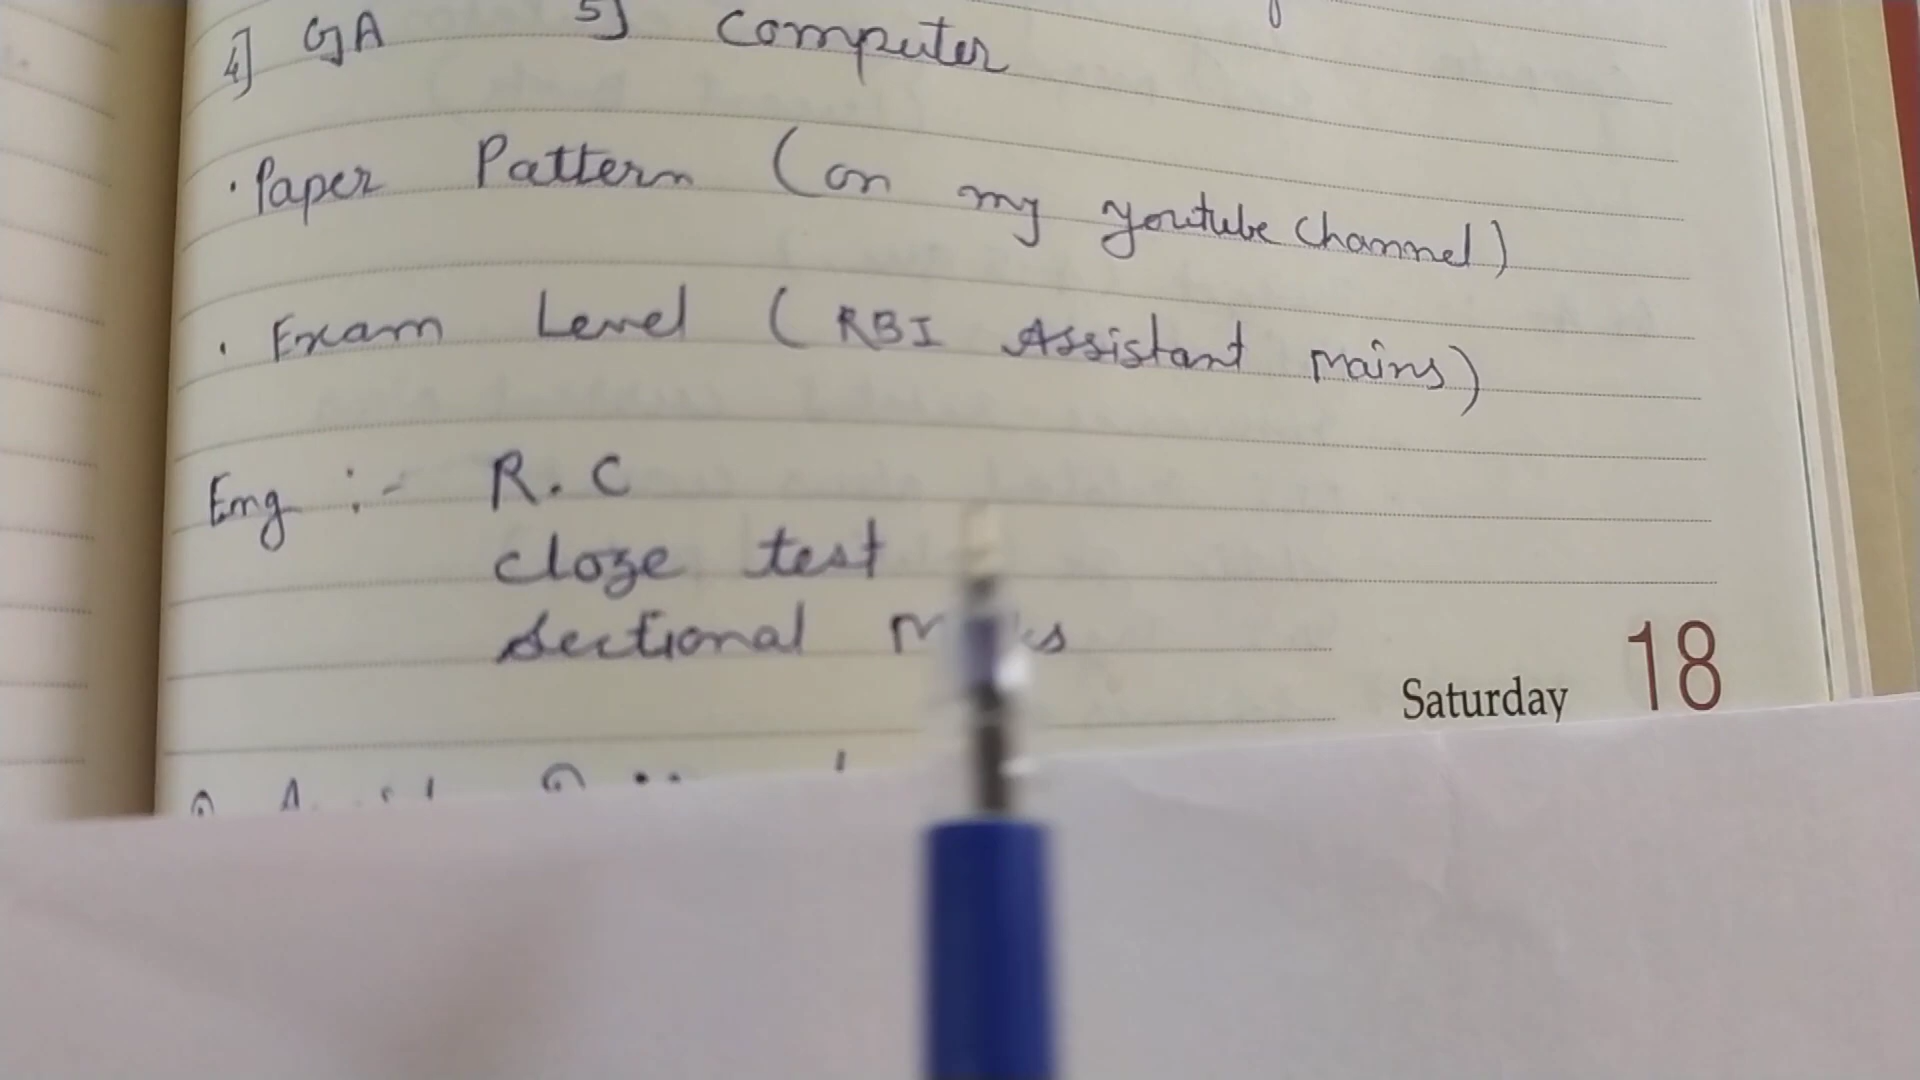 4] GA 5] Computer
· Paper Pattern (on my youtube channel)
· Exam Level (RBI Assistant Mains)
Eng :- R.C
cloze test
sectional
Saturday 18